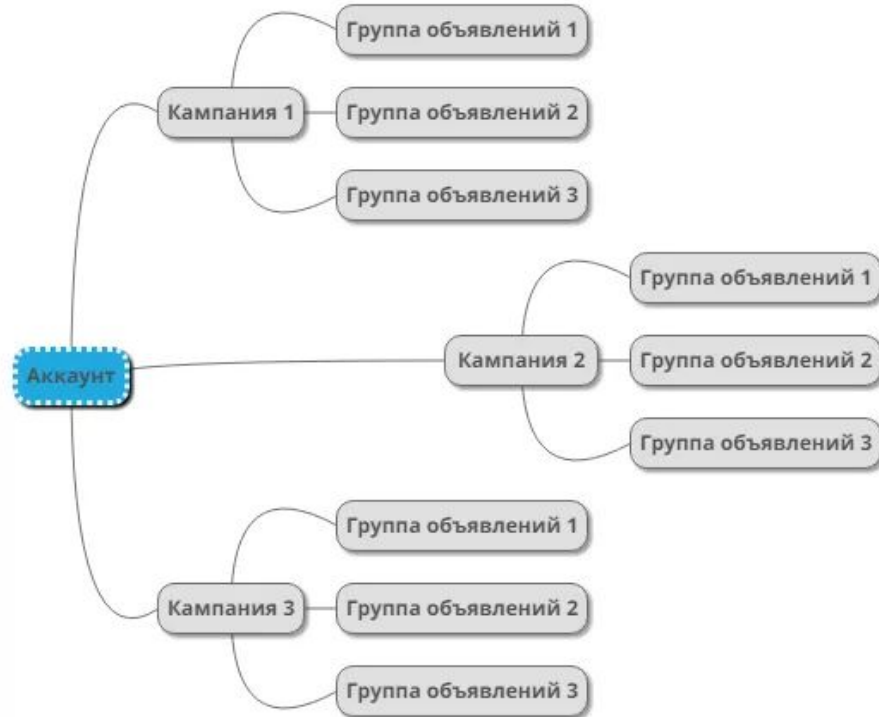 Аккаунт
Кампания 1
Группа объявлений 1
Группа объявлений 2
Группа объявлений 3
Кампания 2
Группа объявлений 1
Группа объявлений 2
Группа объявлений 3
Кампания 3
Группа объявлений 1
Группа объявлений 2
Группа объявлений 3